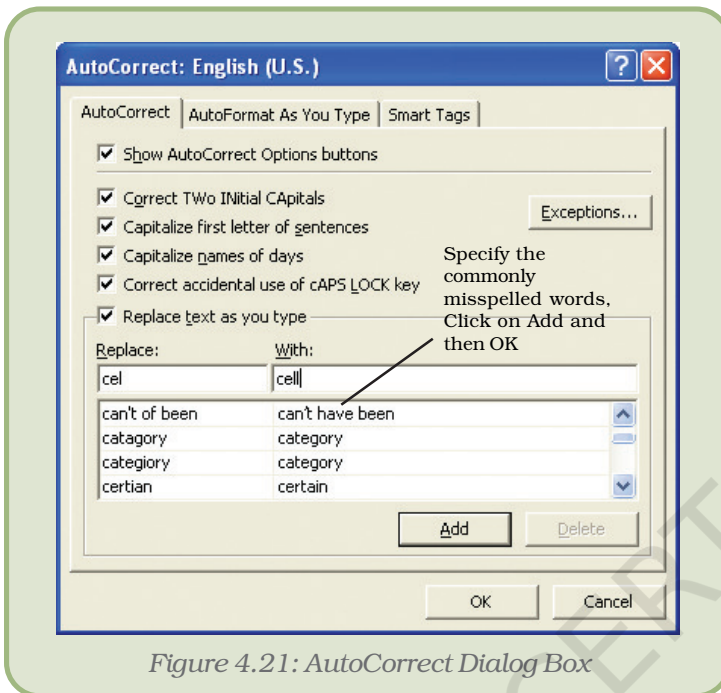 AutoCorrect: English (U.S.)
AutoCorrect AutoFormat As You Type Smart Tags
Show AutoCorrect Options buttons
Correct TWo INitial CApitals
Exceptions...
Capitalize first letter of sentences
Capitalize names of days
Correct accidental use of cAPS LOCK key
Specify the
commonly
misspelled words,
Click on Add and
then OK
Replace text as you type
Replace: With:
cel cell
can't of been can't have been
catagory category
categiory category
certian certain
Add Delete
OK Cancel
Figure 4.21: AutoCorrect Dialog Box
CERT